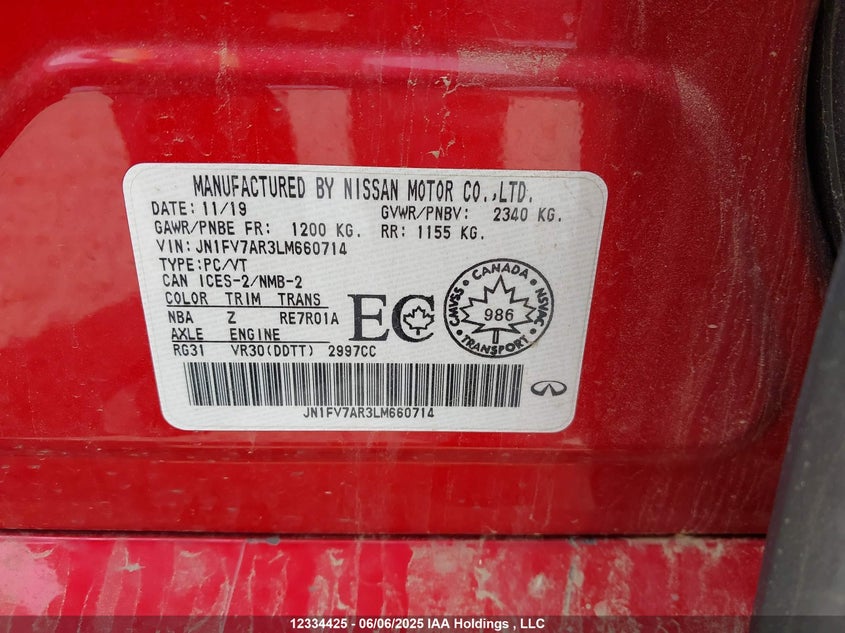 MANUFACTURED BY NISSAN MOTOR CO.,LTD.
DATE: 11/19 GVWR/PNBV: 2340 KG.
GAWR/PNBE FR: 1200 KG. RR: 1155 KG.
VIN: JN1FV7AR3LM660714
TYPE:PC/VT
CAN ICES-2/NMB-2
COLOR TRIM TRANS
NBA Z RE7R01A
AXLE ENGINE
RG31 VR30(DDTT) 2997CC
EC
CANADA
CMVSS 986 NSVAC
TRANSPORT
JN1FV7AR3LM660714
12334425 - 06/06/2025 IAA Holdings , LLC